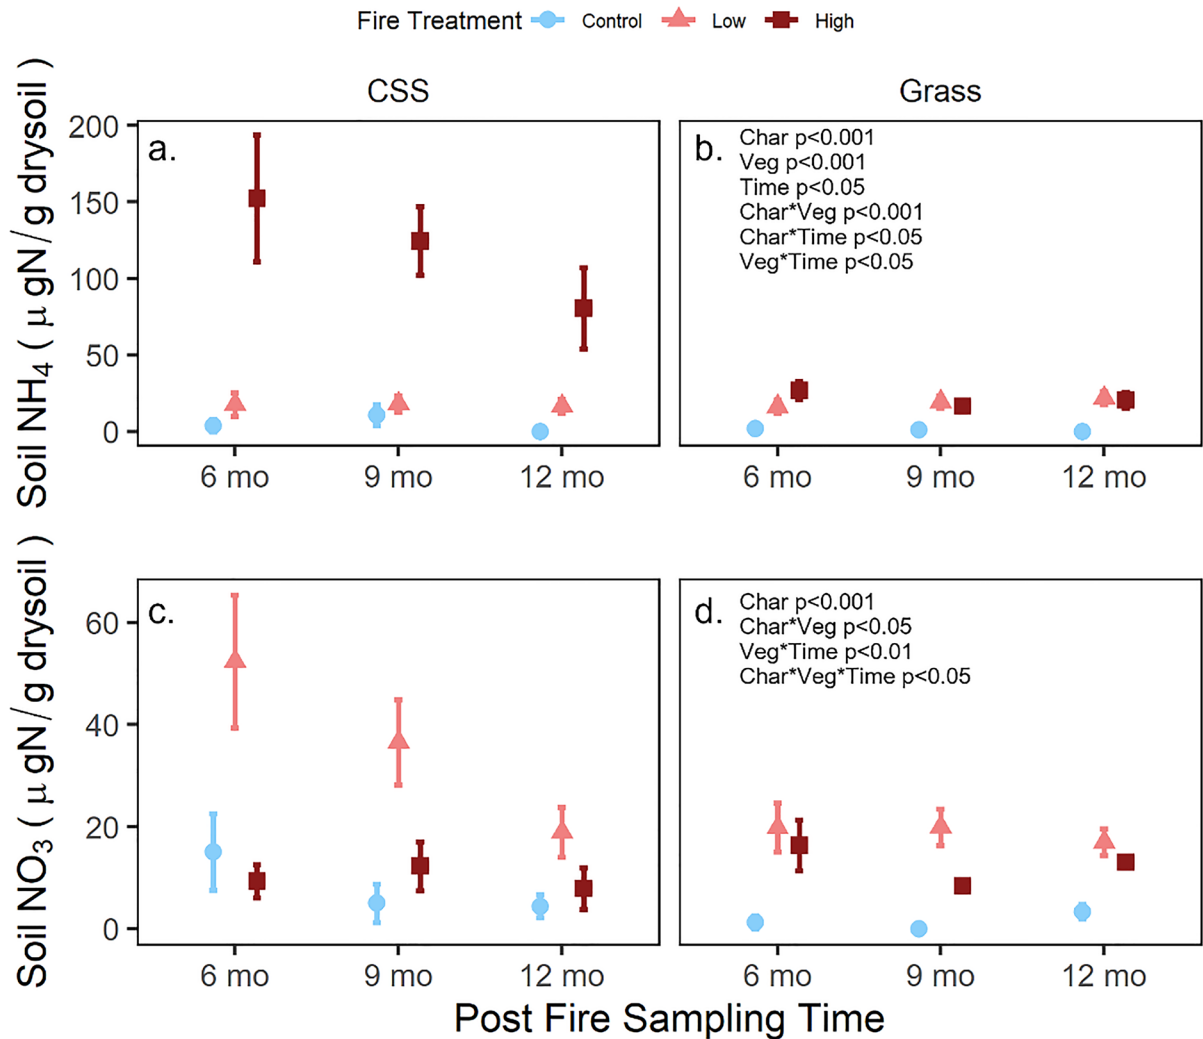 Fire Treatment Control Low High
CSS Grass
Soil NH4 ( μ gN/g drysoil )
200
150
100
50
0
a.
6 mo 9 mo 12 mo
b.
Char p<0.001
Veg p<0.001
Time p<0.05
Char*Veg p<0.001
Char*Time p<0.05
Veg*Time p<0.05
6 mo 9 mo 12 mo
Soil NO3 ( μ gN/g drysoil )
60
40
20
0
c.
6 mo 9 mo 12 mo
d.
Char p<0.001
Char*Veg p<0.05
Veg*Time p<0.01
Char*Veg*Time p<0.05
6 mo 9 mo 12 mo
Post Fire Sampling Time